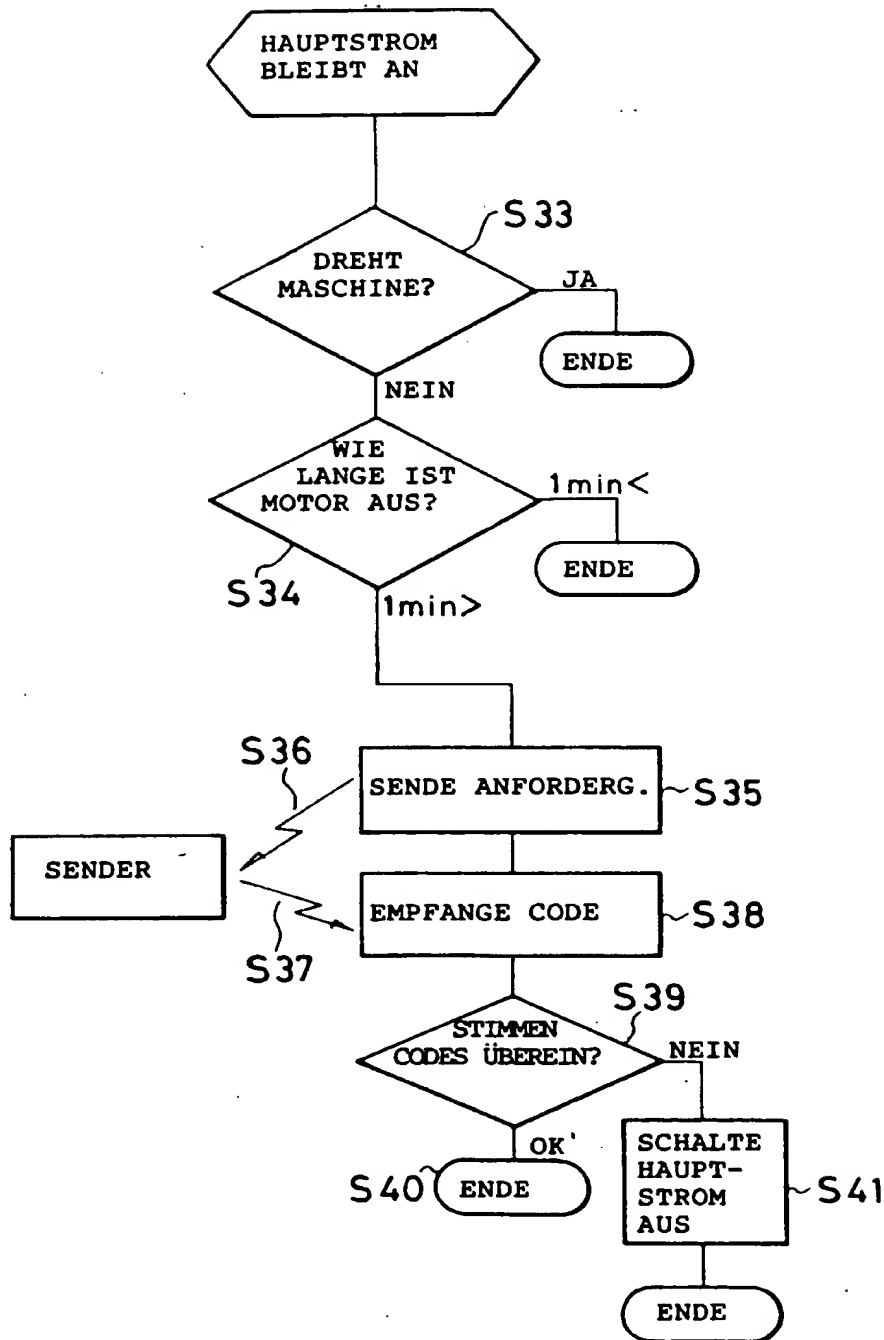 HAUPTSTROM
BLEIBT AN
S33
DREHT
MASCHINE?
JA
ENDE
NEIN
WIE
LANGE IST
MOTOR AUS?
1min<
ENDE
S34
1min>
S36
SENDE ANFORDERG.
S35
SENDER
EMPFANGE CODE
S38
S37
S39
STIMMEN
CODES ÜBEREIN?
NEIN
OK
S40
ENDE
SCHALTE
HAUPT-
STROM
AUS
S41
ENDE